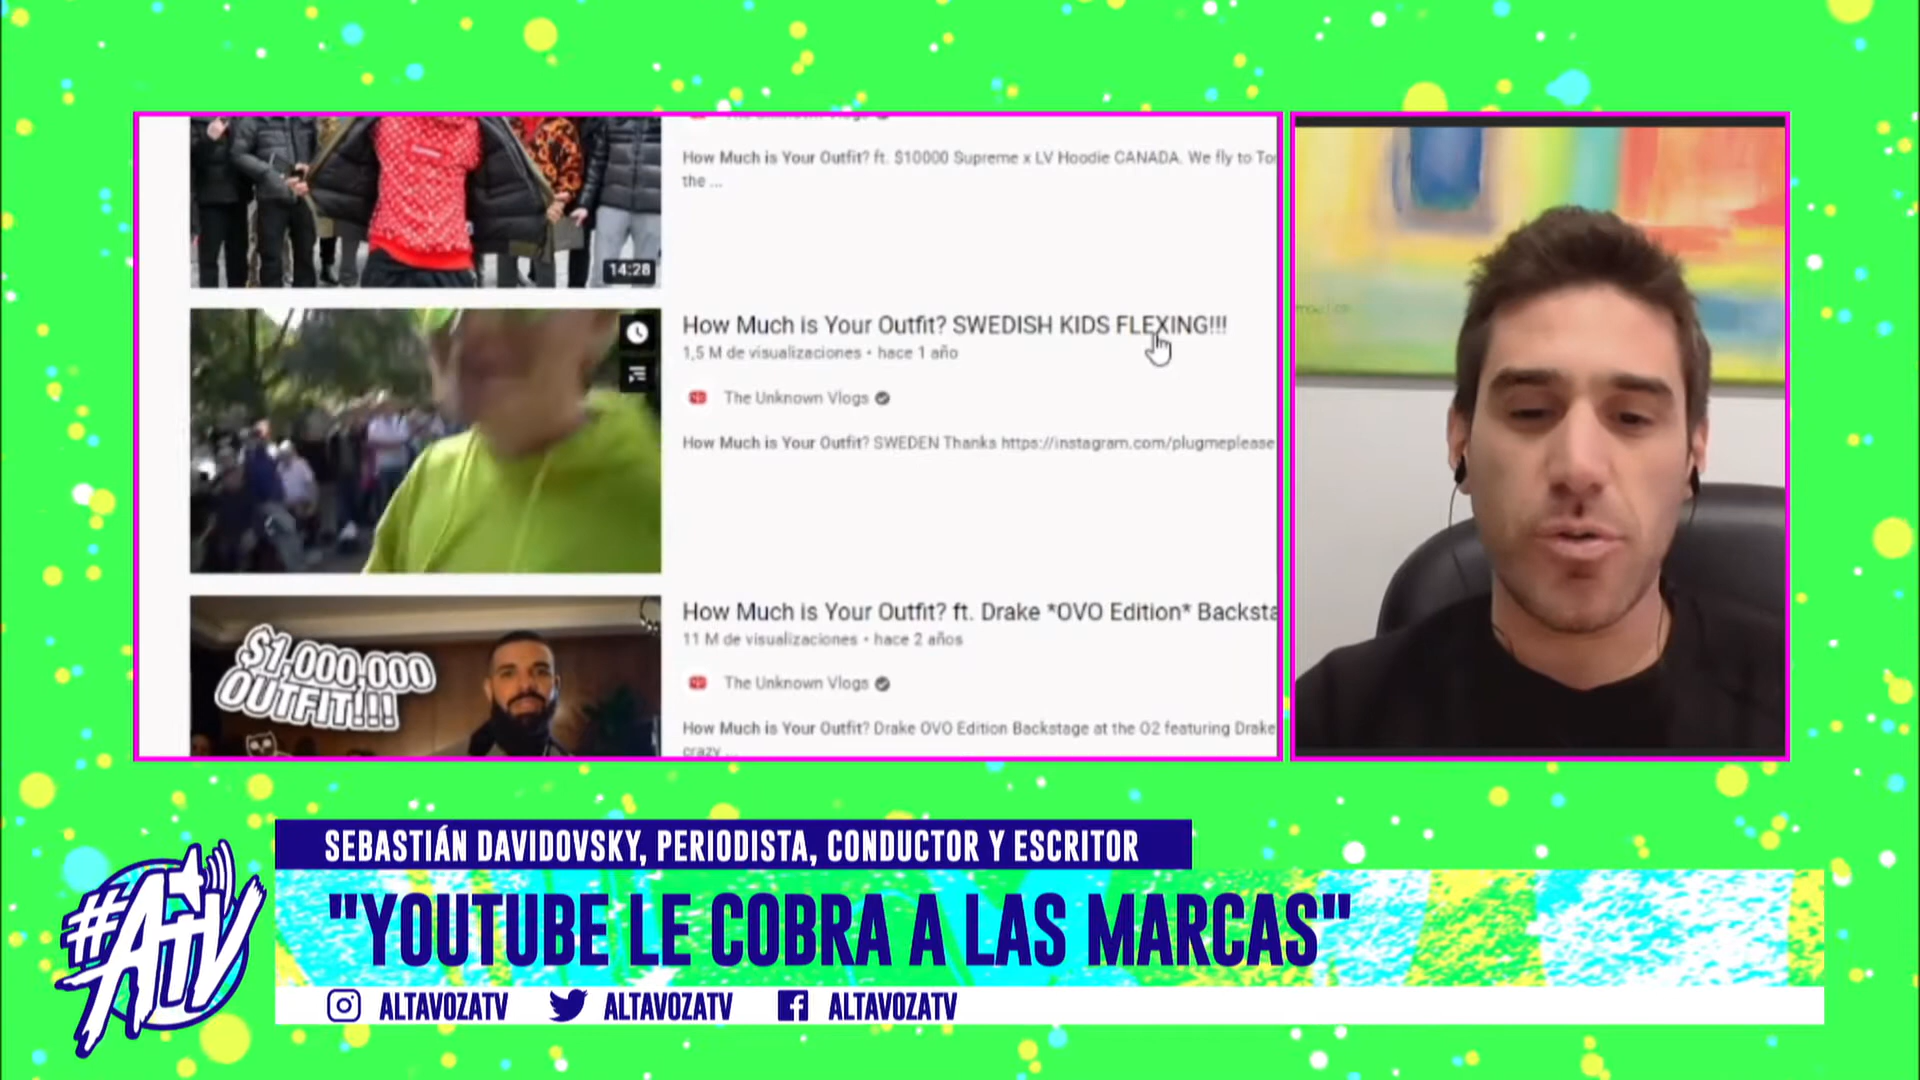 How Much is Your Outfit? ft. $10000 Supreme x LV Hoodie CANADA. We fly to To
the ...
14:28
How Much is Your Outfit? SWEDISH KIDS FLEXING!!!
1,5 M de visualizaciones • hace 1 año
The Unknown Vlogs
How Much is Your Outfit? SWEDEN Thanks https://instagram.com/plugmeplease
$1,000,000
OUTFIT!!!
How Much is Your Outfit? ft. Drake *OVO Edition* Backsta
11 M de visualizaciones • hace 2 años
The Unknown Vlogs
How Much is Your Outfit? Drake OVO Edition Backstage at the O2 featuring Drake
crazy ...
SEBASTIÁN DAVIDOVSKY, PERIODISTA, CONDUCTOR Y ESCRITOR
"YOUTUBE LE COBRA A LAS MARCAS"
#ATV
ALTAVOZATV ALTAVOZATV ALTAVOZATV